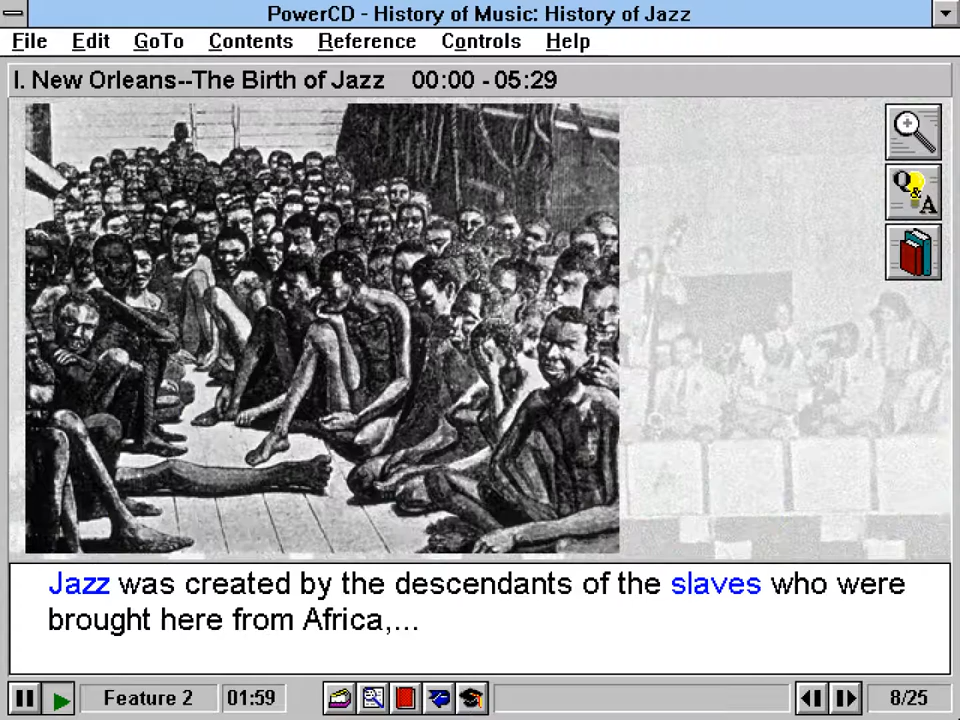 PowerCD - History of Music: History of Jazz
File Edit GoTo Contents Reference Controls Help
I. New Orleans--The Birth of Jazz 00:00 - 05:29
Q
&
A
Jazz was created by the descendants of the slaves who were
brought here from Africa,...
Feature 2 01:59 8/25